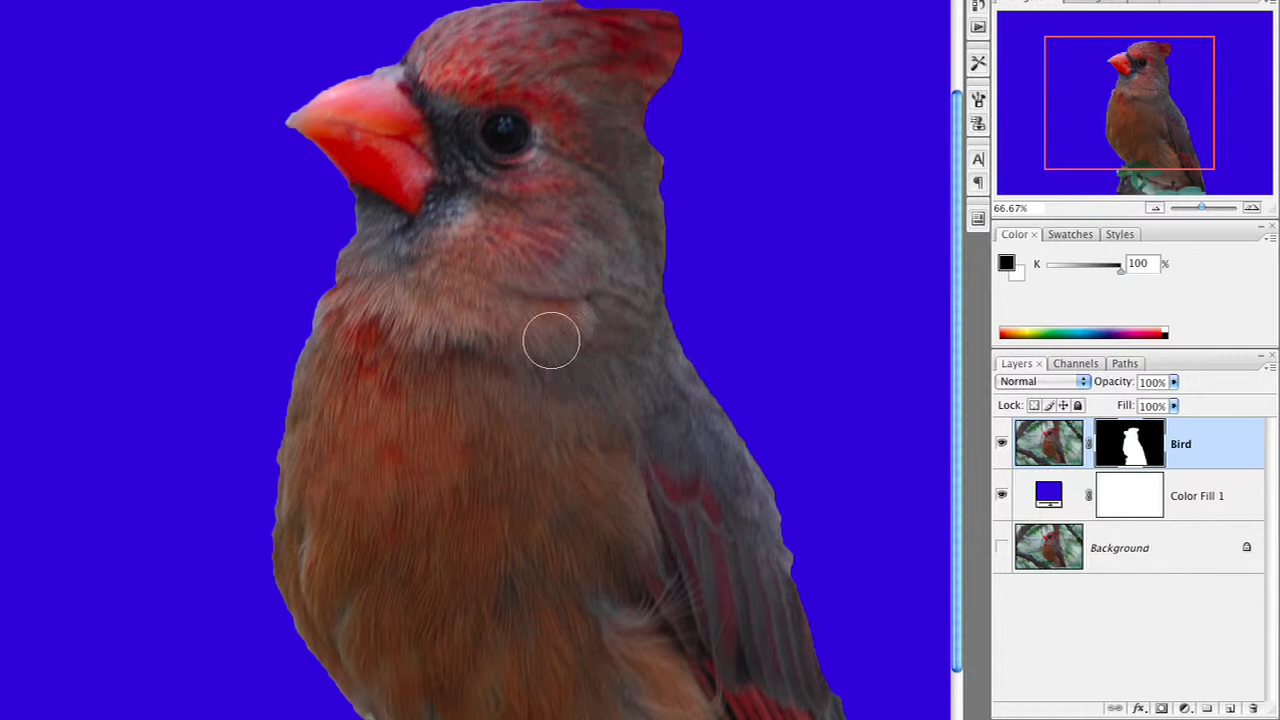 66.67%
Color × Swatches Styles
K 100 %
Layers × Channels Paths
Normal Opacity: 100%
Lock: Fill: 100%
Bird
Color Fill 1
Background